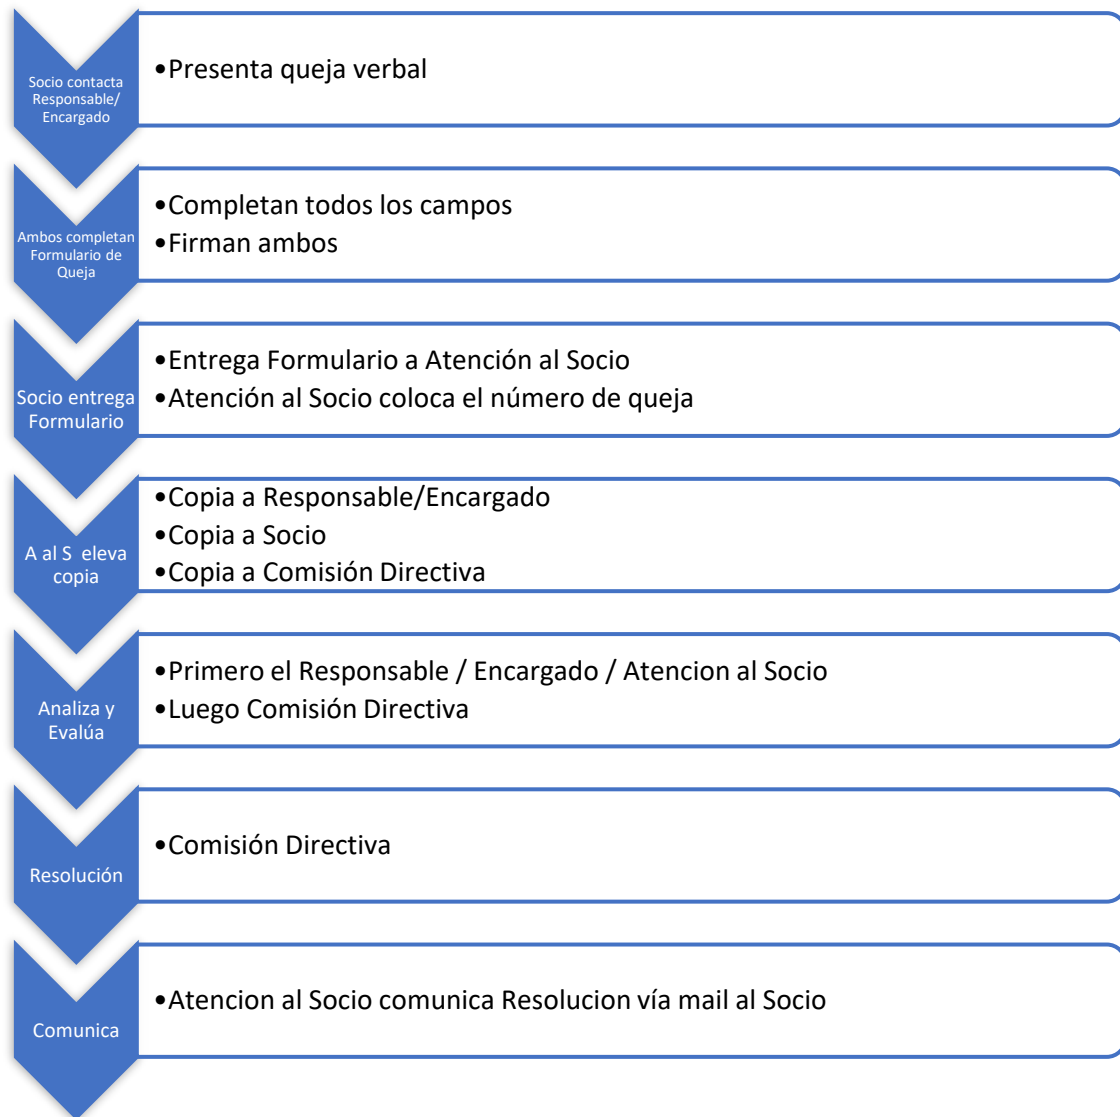 Socio contacta
Responsable/
Encargado
•Presenta queja verbal
Ambos completan
Formulario de
Queja
•Completan todos los campos
•Firman ambos
Socio entrega
Formulario
•Entrega Formulario a Atención al Socio
•Atención al Socio coloca el número de queja
A al S  eleva
copia
•Copia a Responsable/Encargado
•Copia a Socio
•Copia a Comisión Directiva
Analiza y
Evalúa
•Primero el Responsable / Encargado / Atencion al Socio
•Luego Comisión Directiva
Resolución
•Comisión Directiva
Comunica
•Atencion al Socio comunica Resolucion vía mail al Socio